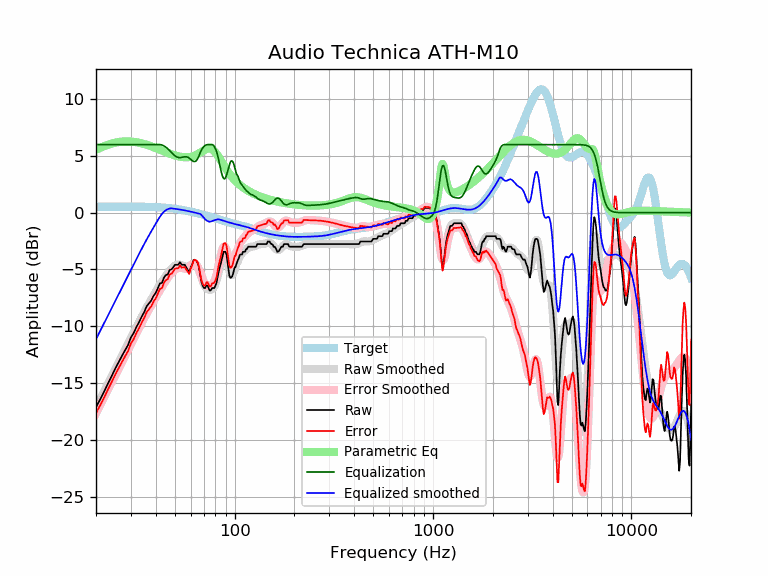 Audio Technica ATH-M10
Amplitude (dBr)
10
5
0
−5
−10
−15
−20
−25
Target
Raw Smoothed
Error Smoothed
Raw
Error
Parametric Eq
Equalization
Equalized smoothed
100
1000
10000
Frequency (Hz)